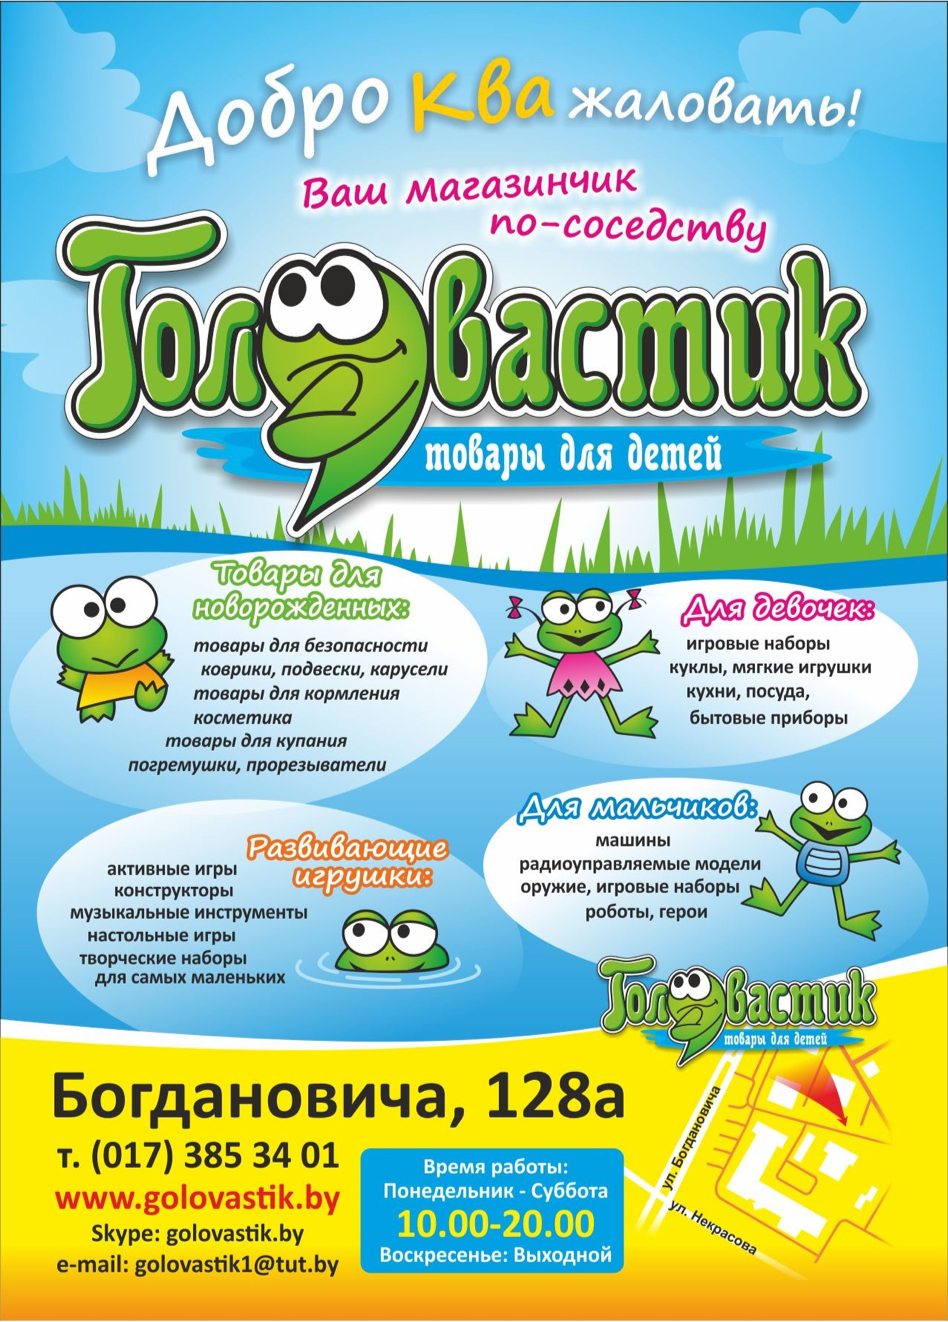 Добро Ква жаловать!
Ваш магазинчик
по-соседству
Головастик
товары для детей
Товары для
новорожденных:
товары для безопасности
коврики, подвески, карусели
товары для кормления
косметика
товары для купания
погремушки, прорезыватели
Для девочек:
игровые наборы
куклы, мягкие игрушки
кухни, посуда,
бытовые приборы
Развивающие
игрушки:
активные игры
конструкторы
музыкальные инструменты
настольные игры
творческие наборы
для самых маленьких
Для мальчиков:
машины
радиоуправляемые модели
оружие, игровые наборы
роботы, герои
Головастик
товары для детей
Богдановича, 128а
т. (017) 385 34 01
www.golovastik.by
Skype: golovastik.by
e-mail: golovastik1@tut.by
Время работы:
Понедельник - Суббота
10.00-20.00
Воскресенье: Выходной
ул. Богдановича
ул. Некрасова